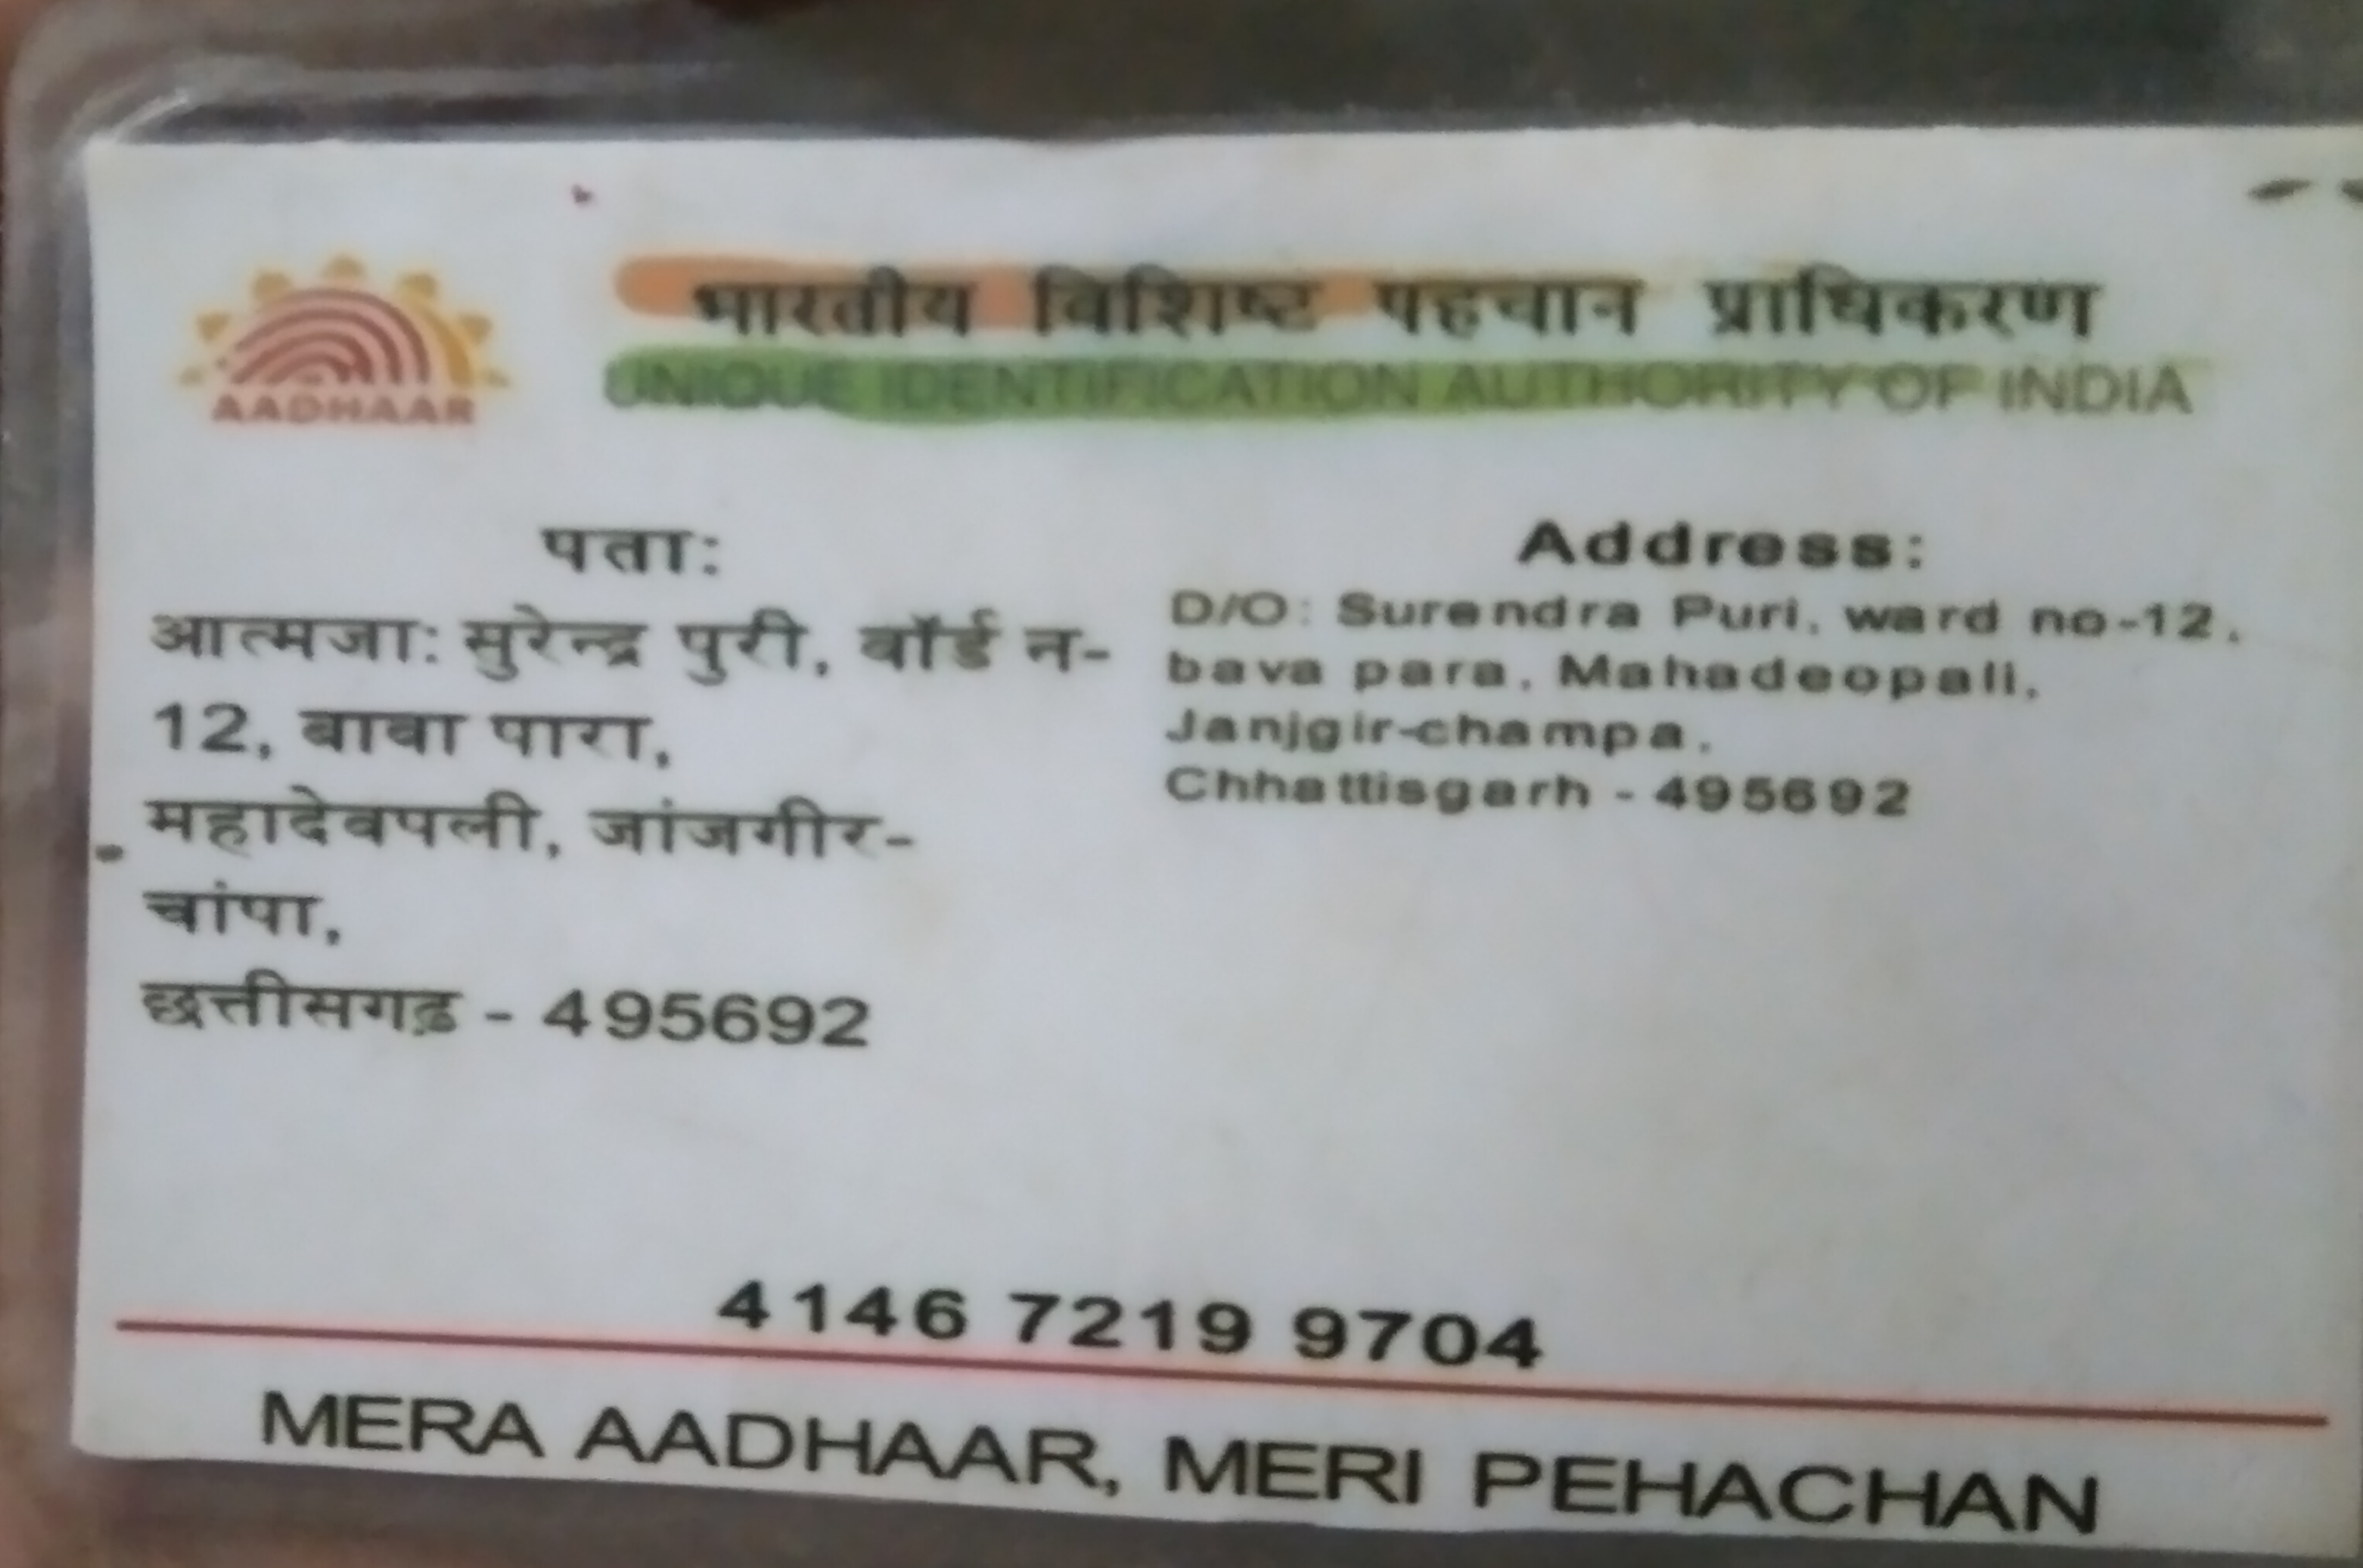 भारतीय विशिष्ट पहचान प्राधिकरण
UNIQUE IDENTIFICATION AUTHORITY OF INDIA
AADHAAR
पता:
आत्मजा: सुरेन्द्र पुरी, वॉर्ड न-
12, बावा पारा,
महादेवपली, जांजगीर-
चांपा,
छत्तीसगढ़ - 495692
Address:
D/O: Surendra Puri, ward no-12,
bava para, Mahadeopali,
Janjgir-champa,
Chhattisgarh - 495692
4146 7219 9704
MERA AADHAAR, MERI PEHACHAN